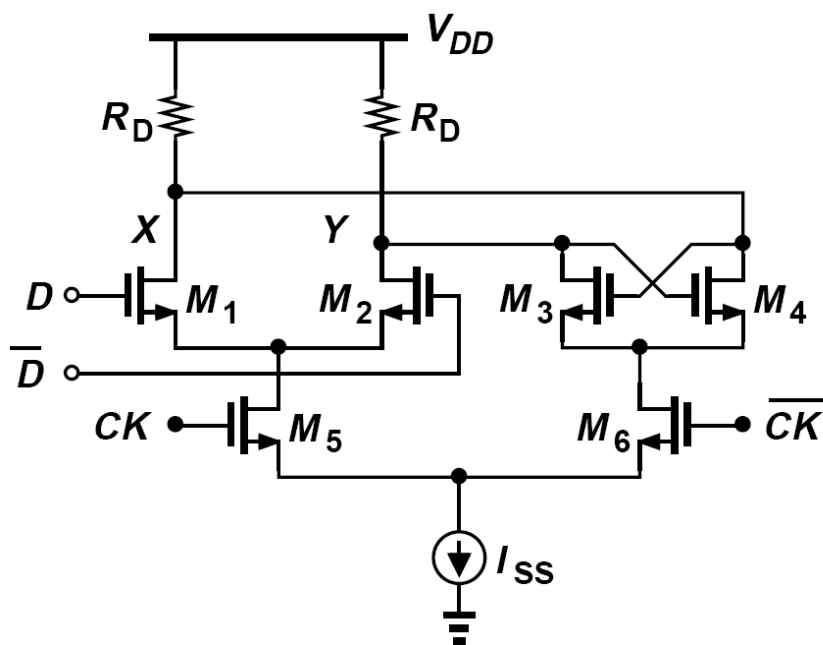 V_DD
R_D R_D
X Y
D M_1 M_2 M_3 M_4
D̅
CK M_5 M_6 C̅K̅
I_SS